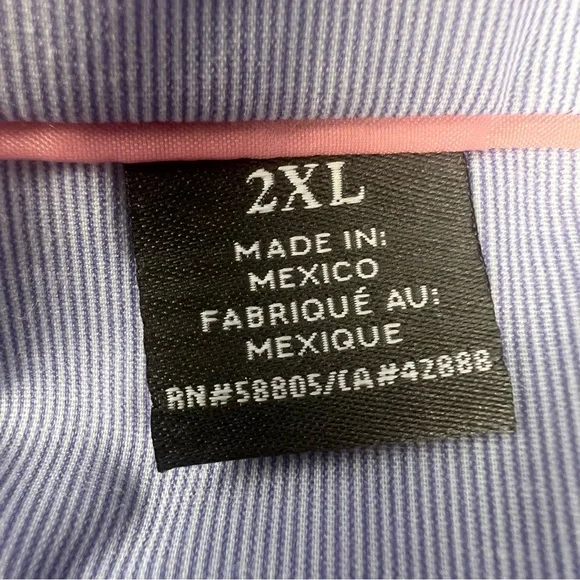 2XL
MADE IN:
MEXICO
FABRIQUÉ AU:
MEXIQUE
RN#58805/CA#42888